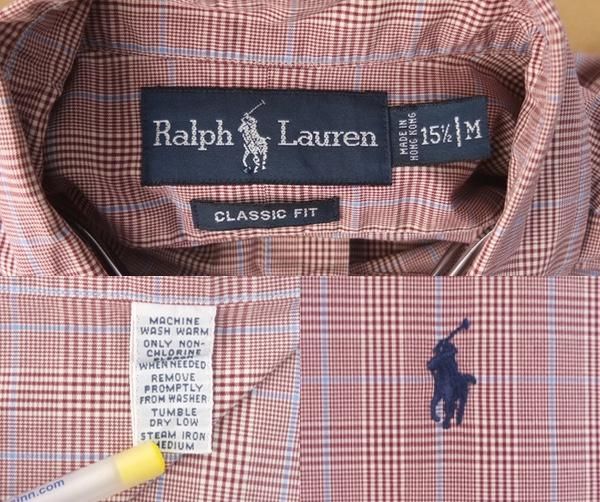 Ralph Lauren
MADE IN
HONG KONG
15½ M
CLASSIC FIT
MACHINE
WASH WARM
ONLY NON-
CHLORINE
WHEN NEEDED
REMOVE
PROMPTLY
FROM WASHER
TUMBLE
DRY LOW
STEAM IRON
MEDIUM